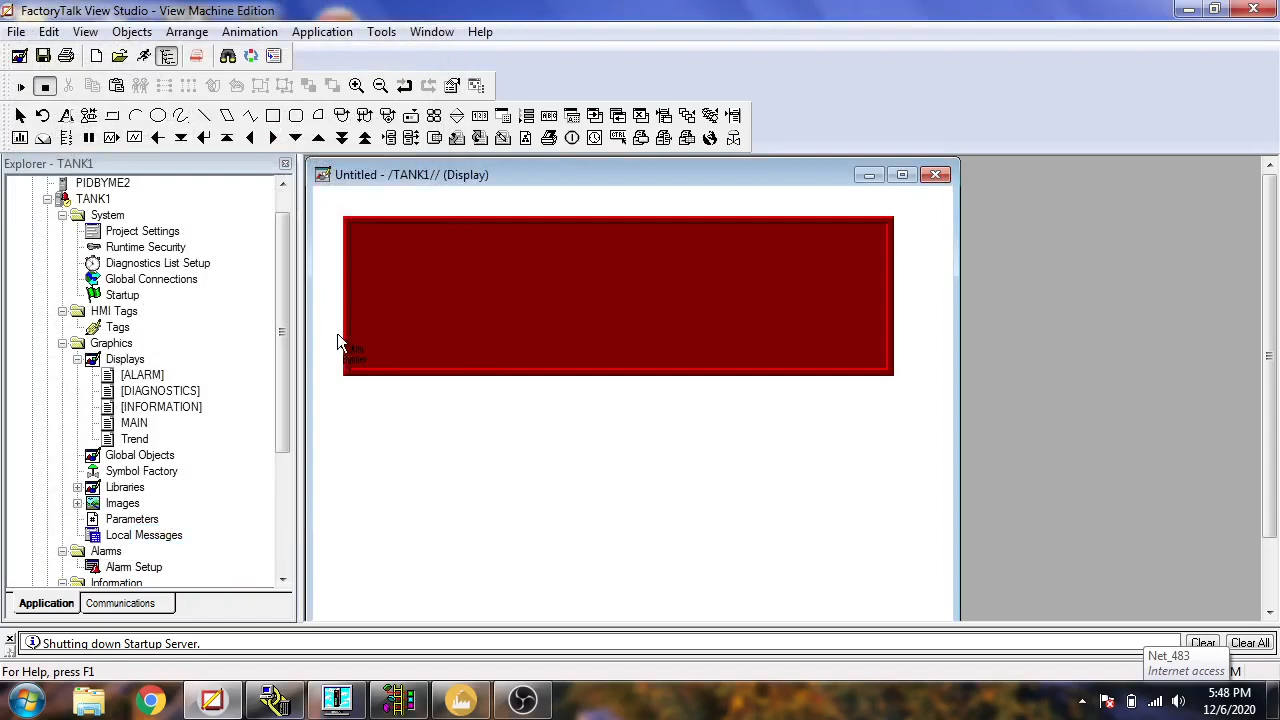 FactoryTalk View Studio - View Machine Edition
File Edit View Objects Arrange Animation Application Tools Window Help
Explorer - TANK1
PIDBYME2
TANK1
System
Project Settings
Runtime Security
Diagnostics List Setup
Global Connections
Startup
HMI Tags
Tags
Graphics
Displays
[ALARM]
[DIAGNOSTICS]
[INFORMATION]
MAIN
Trend
Global Objects
Symbol Factory
Libraries
Images
Parameters
Local Messages
Alarms
Alarm Setup
Information
Application Communications
Untitled - /TANK1// (Display)
Shutting down Startup Server.
Clear Clear All
For Help, press F1
Net_483
Internet access
5:48 PM
12/6/2020